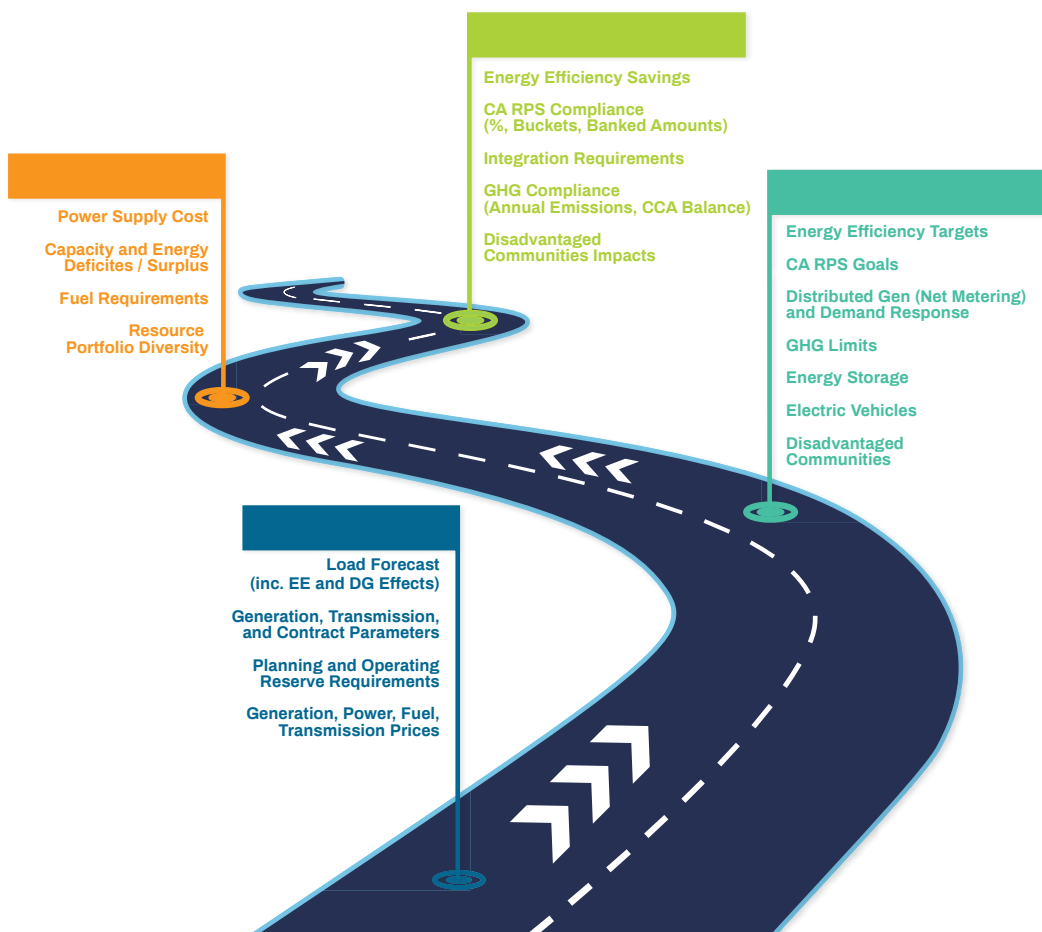 Energy Efficiency Savings
CA RPS Compliance
(%, Buckets, Banked Amounts)
Integration Requirements
GHG Compliance
(Annual Emissions, CCA Balance)
Disadvantaged
Communities Impacts
Power Supply Cost
Capacity and Energy
Deficites / Surplus
Fuel Requirements
Resource
Portfolio Diversity
Energy Efficiency Targets
CA RPS Goals
Distributed Gen (Net Metering)
and Demand Response
GHG Limits
Energy Storage
Electric Vehicles
Disadvantaged
Communities
Load Forecast
(inc. EE and DG Effects)
Generation, Transmission,
and Contract Parameters
Planning and Operating
Reserve Requirements
Generation, Power, Fuel,
Transmission Prices